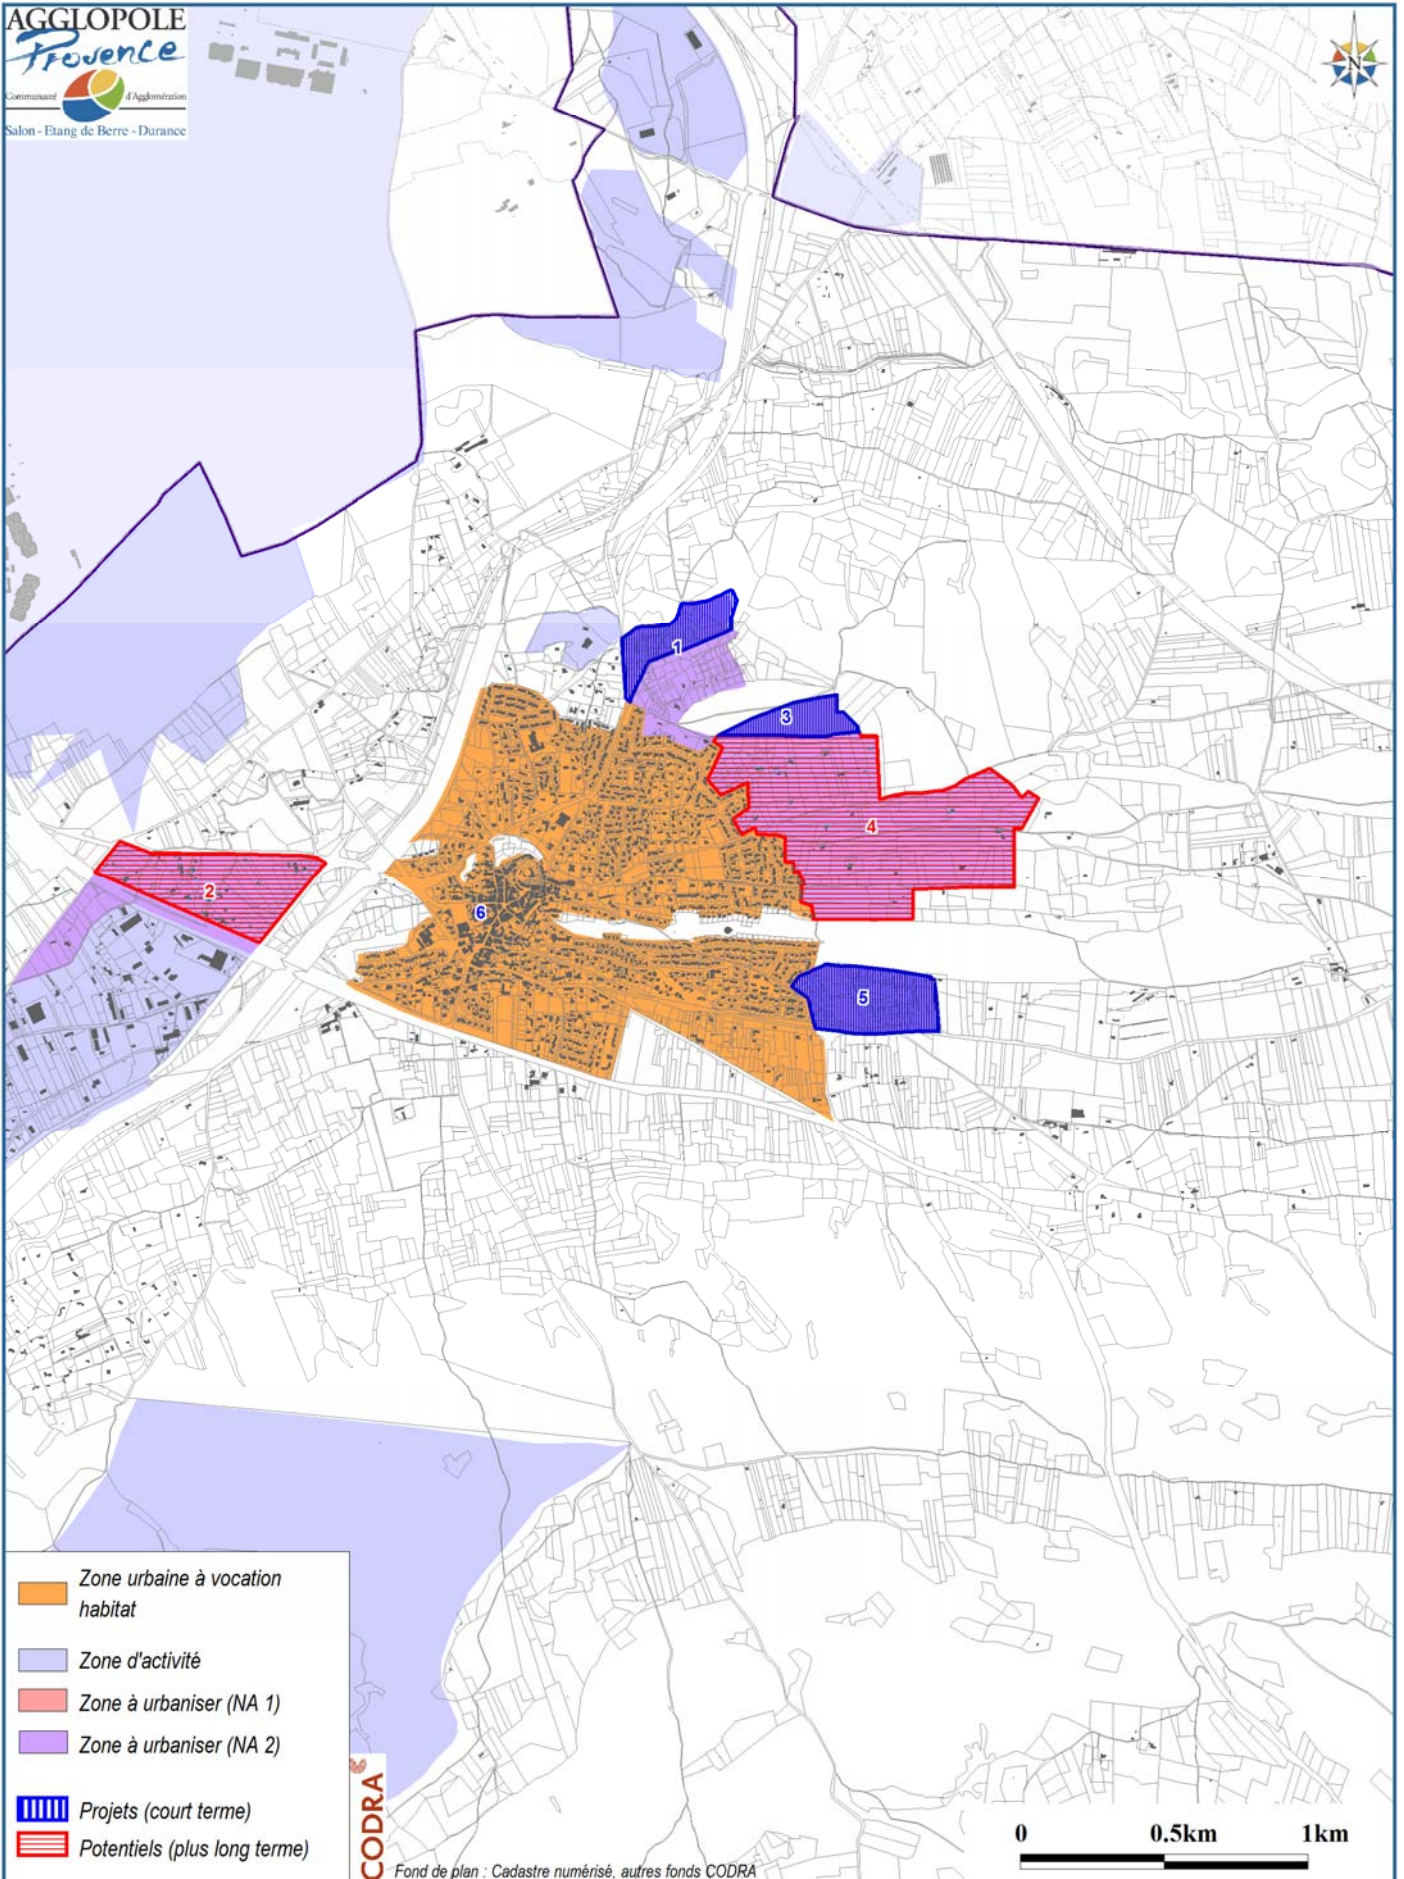 AGGLOPOLE
Provence
Communauté d'Agglomération
Salon - Etang de Berre - Durance
N
1
3
4
2
6
5
Zone urbaine à vocation
habitat
Zone d'activité
Zone à urbaniser (NA 1)
Zone à urbaniser (NA 2)
Projets (court terme)
Potentiels (plus long terme)
CODRA
Fond de plan : Cadastre numérisé, autres fonds CODRA
0 0.5km 1km